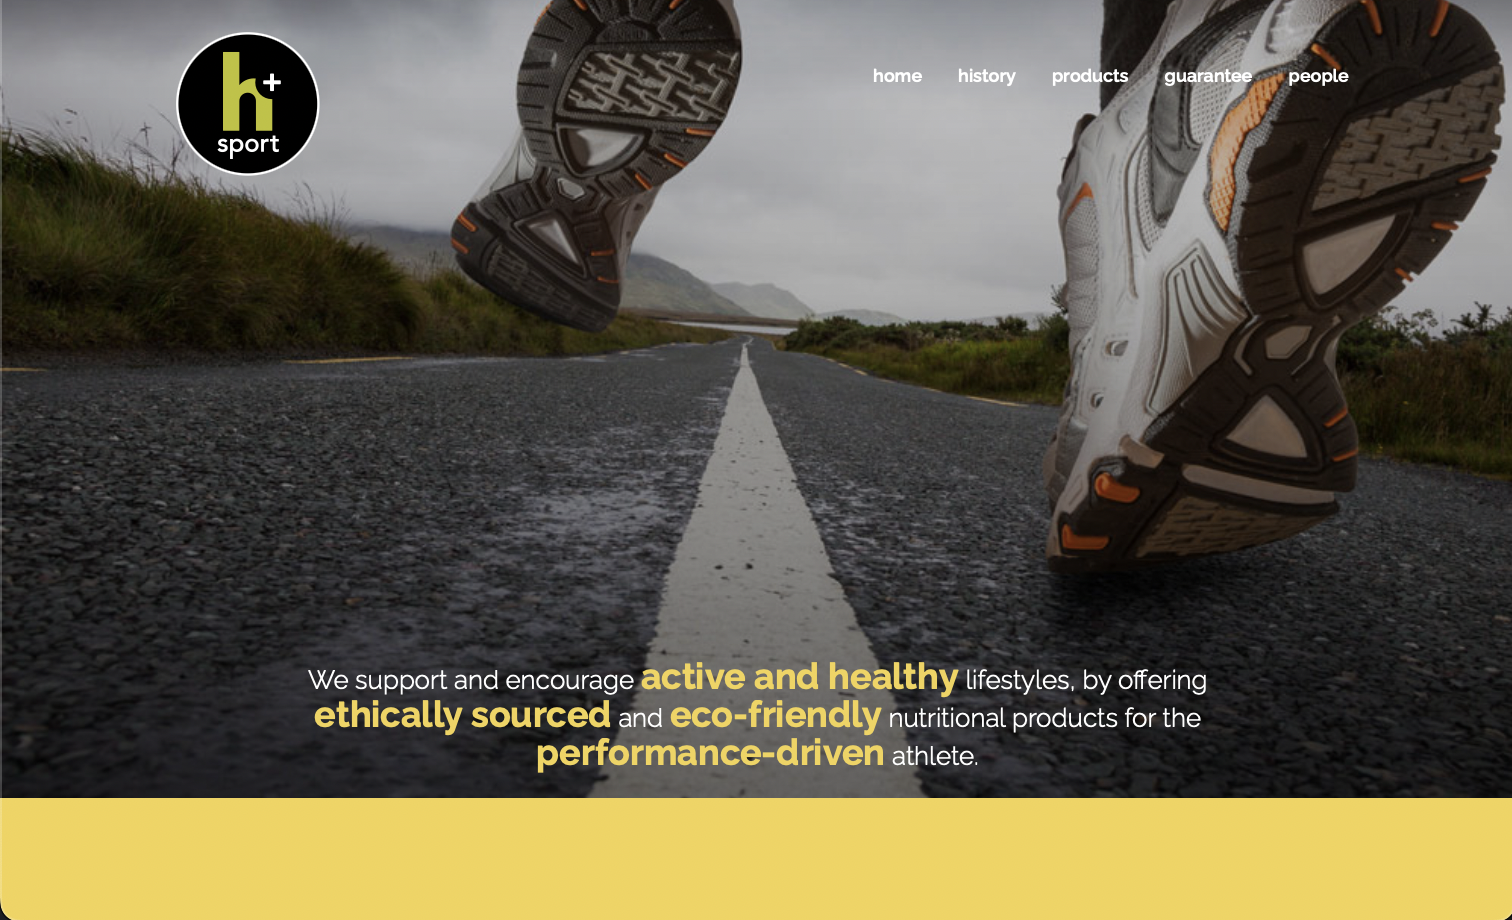 h+
sport
home history products guarantee people
We support and encourage active and healthy lifestyles, by offering
ethically sourced and eco-friendly nutritional products for the
performance-driven athlete.